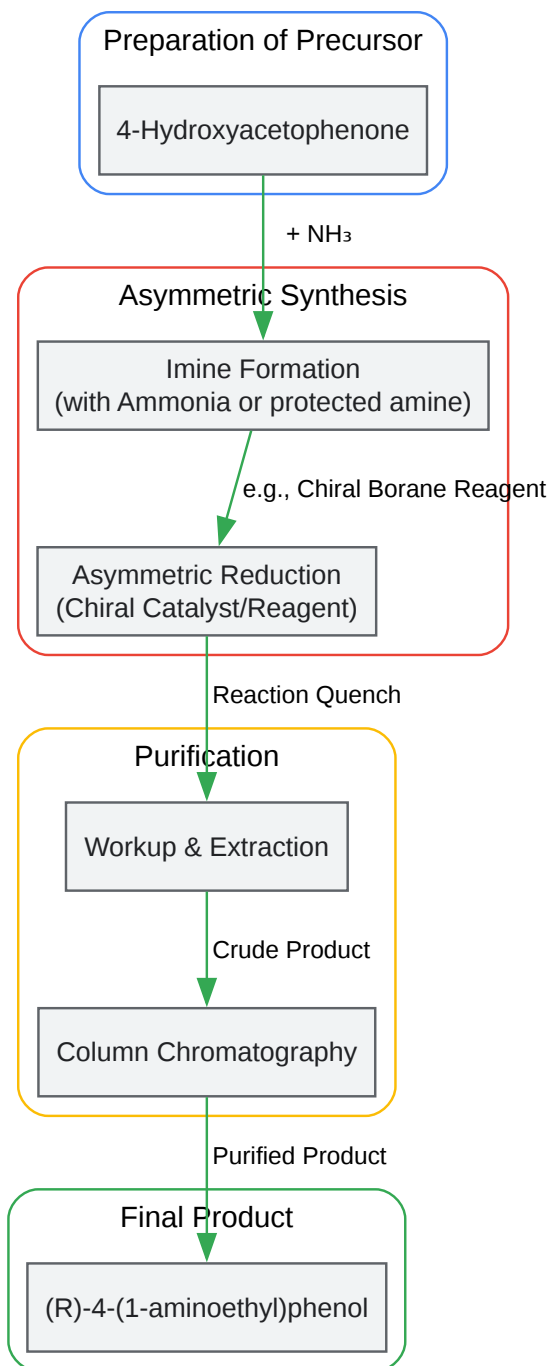 Preparation of Precursor
4-Hydroxyacetophenone
+ NH₃
Asymmetric Synthesis
Imine Formation
(with Ammonia or protected amine)
e.g., Chiral Borane Reagent
Asymmetric Reduction
(Chiral Catalyst/Reagent)
Reaction Quench
Purification
Workup & Extraction
Crude Product
Column Chromatography
Purified Product
Final Product
(R)-4-(1-aminoethyl)phenol